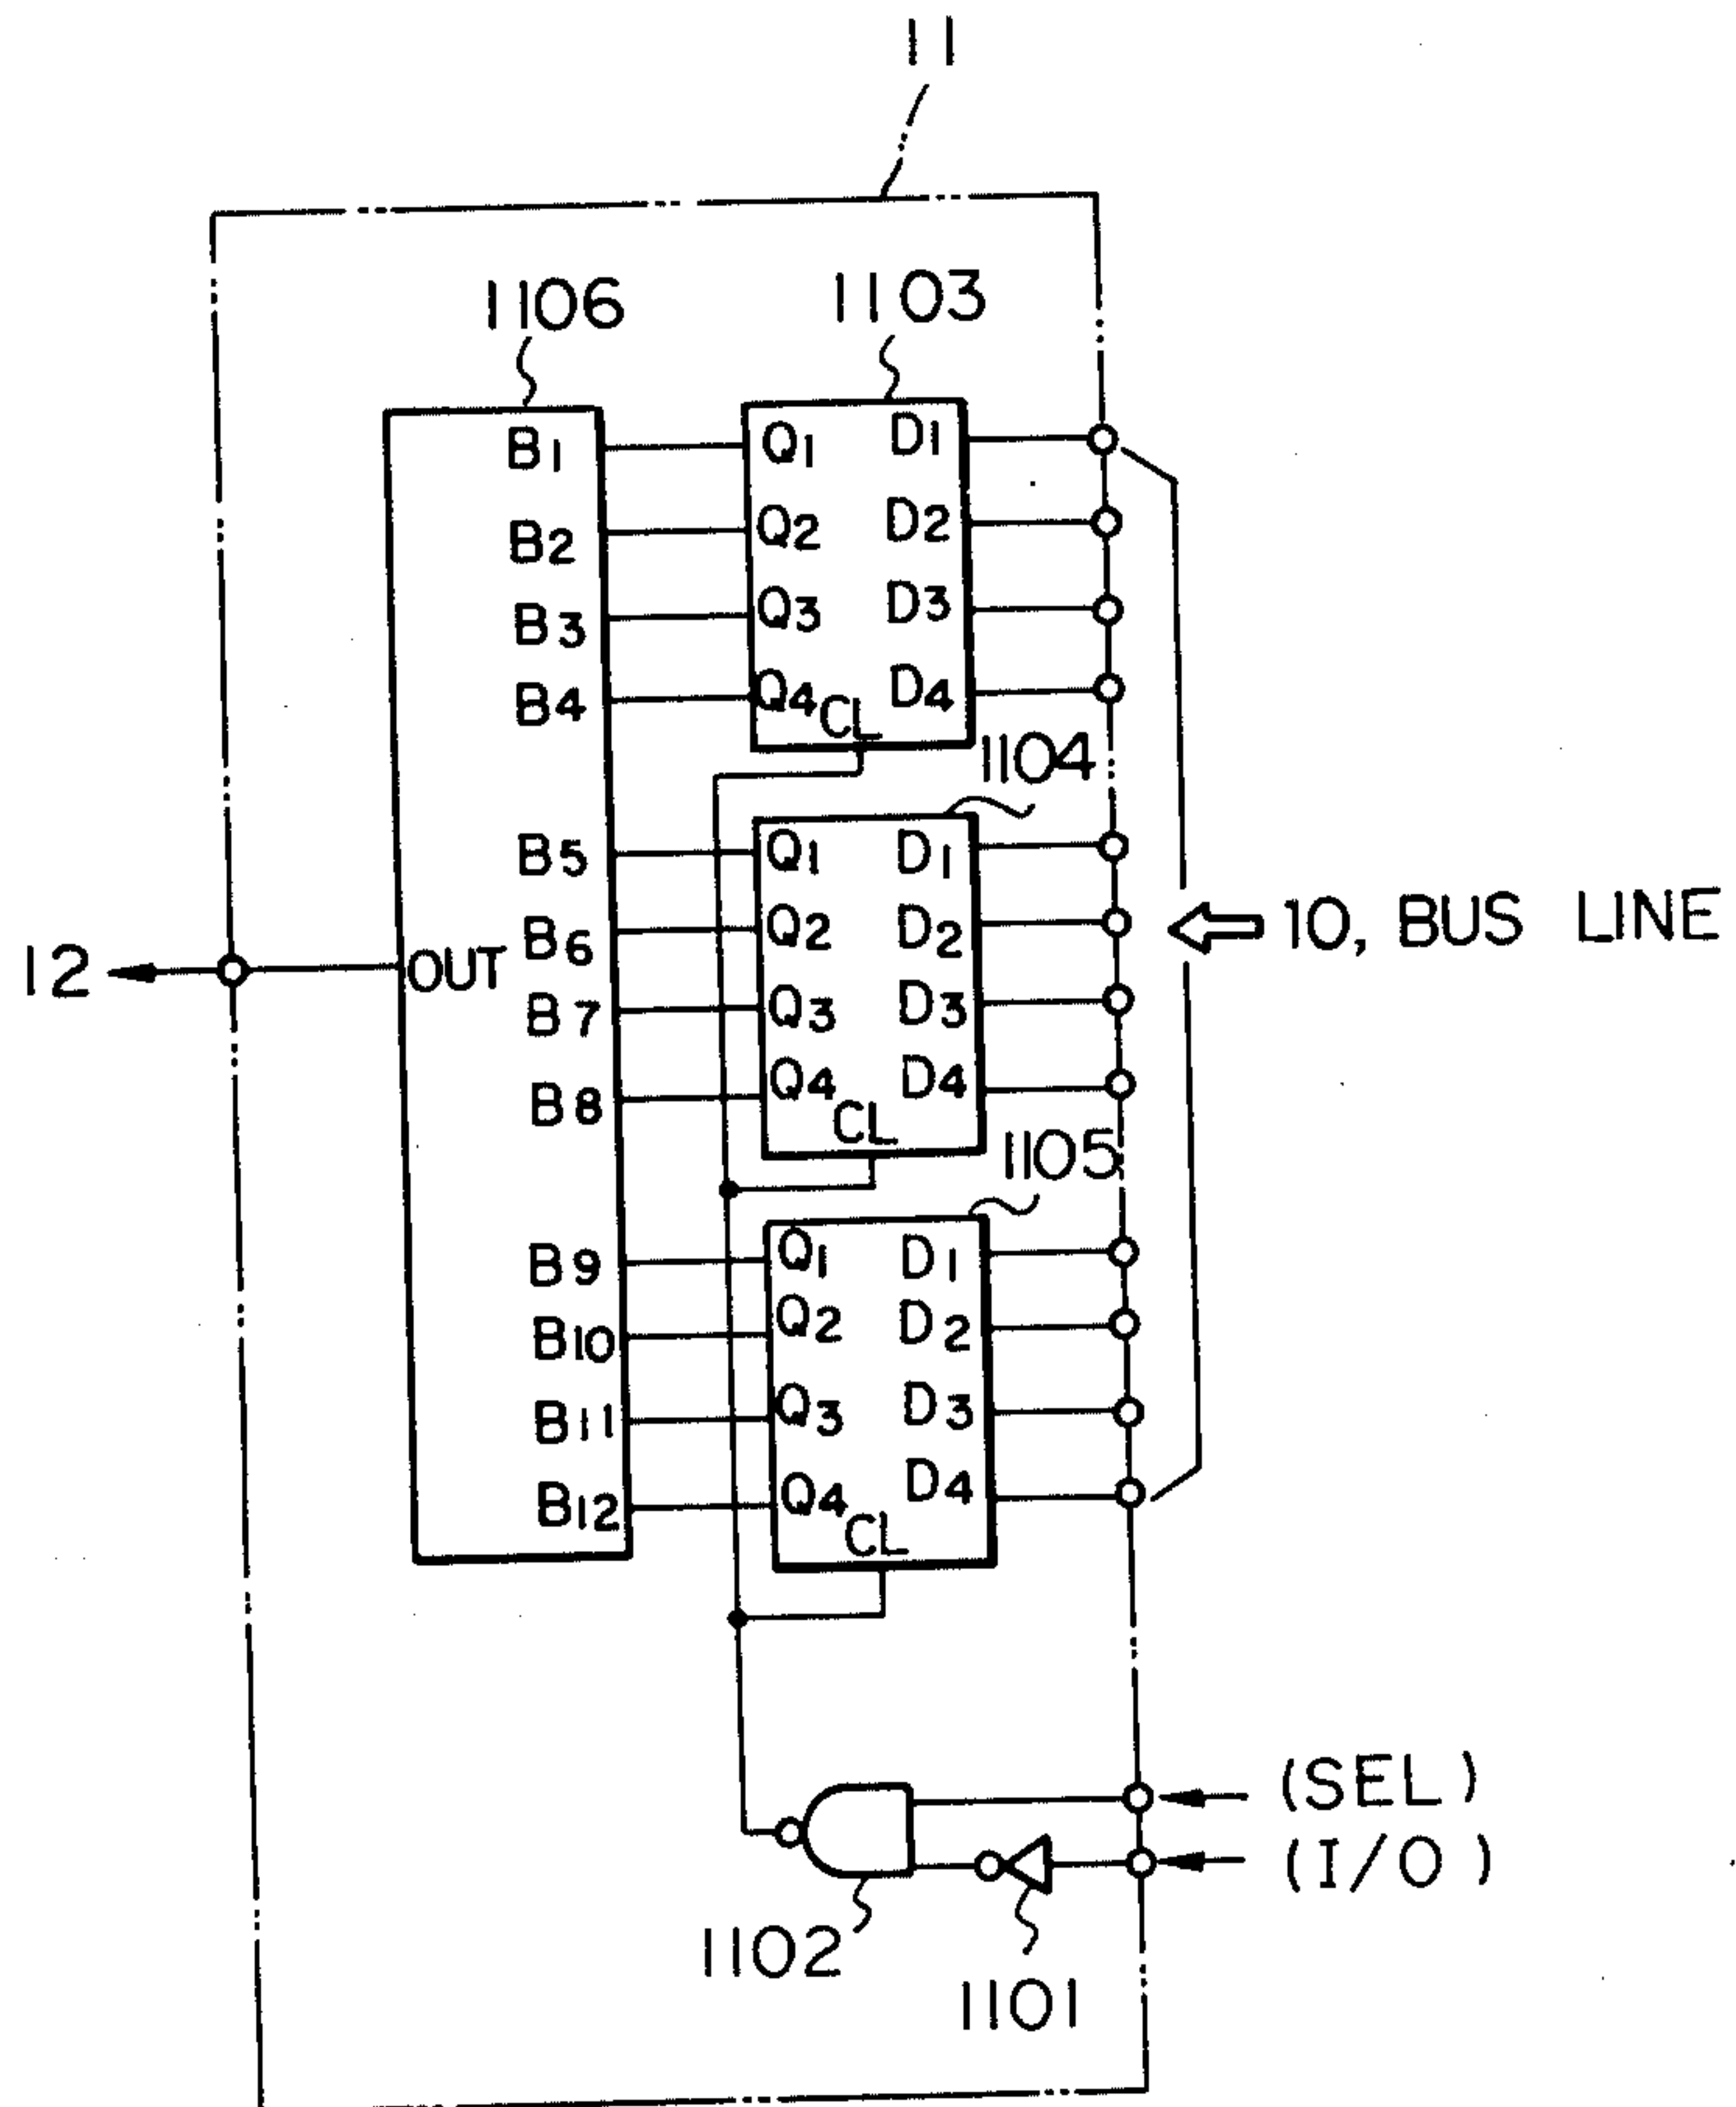 11
1106
1103
B1 Q1 D1
B2 Q2 D2
B3 Q3 D3
B4 Q4 D4
CL
1104
B5 Q1 D1
B6 Q2 D2
10, BUS LINE
12
OUT
B7 Q3 D3
B8 Q4 D4
CL
1105
B9 Q1 D1
B10 Q2 D2
B11 Q3 D3
B12 Q4 D4
CL
(SEL)
(I/O)
1102
1101